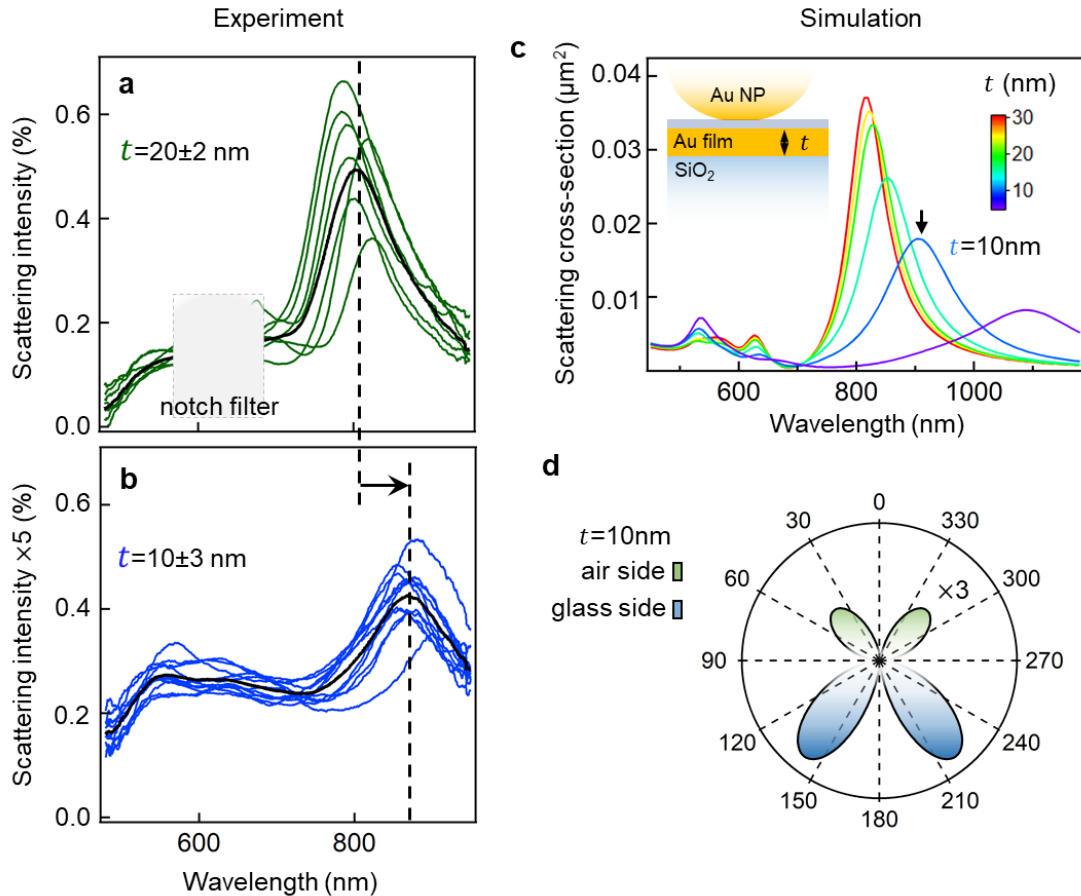 Experiment
Simulation
a
t=20±2 nm
notch filter
Scattering intensity (%)
0.6
0.4
0.2
0.0
600
800
b
t=10±3 nm
Scattering intensity ×5 (%)
0.6
0.4
0.2
0.0
600
800
Wavelength (nm)
c
Scattering cross-section (μm²)
0.04
0.03
0.02
0.01
600
800
1000
Wavelength (nm)
Au NP
Au film
t
SiO₂
t (nm)
30
20
10
t=10nm
d
t=10nm
air side
glass side
×3
0
330
300
270
240
210
180
150
120
90
60
30